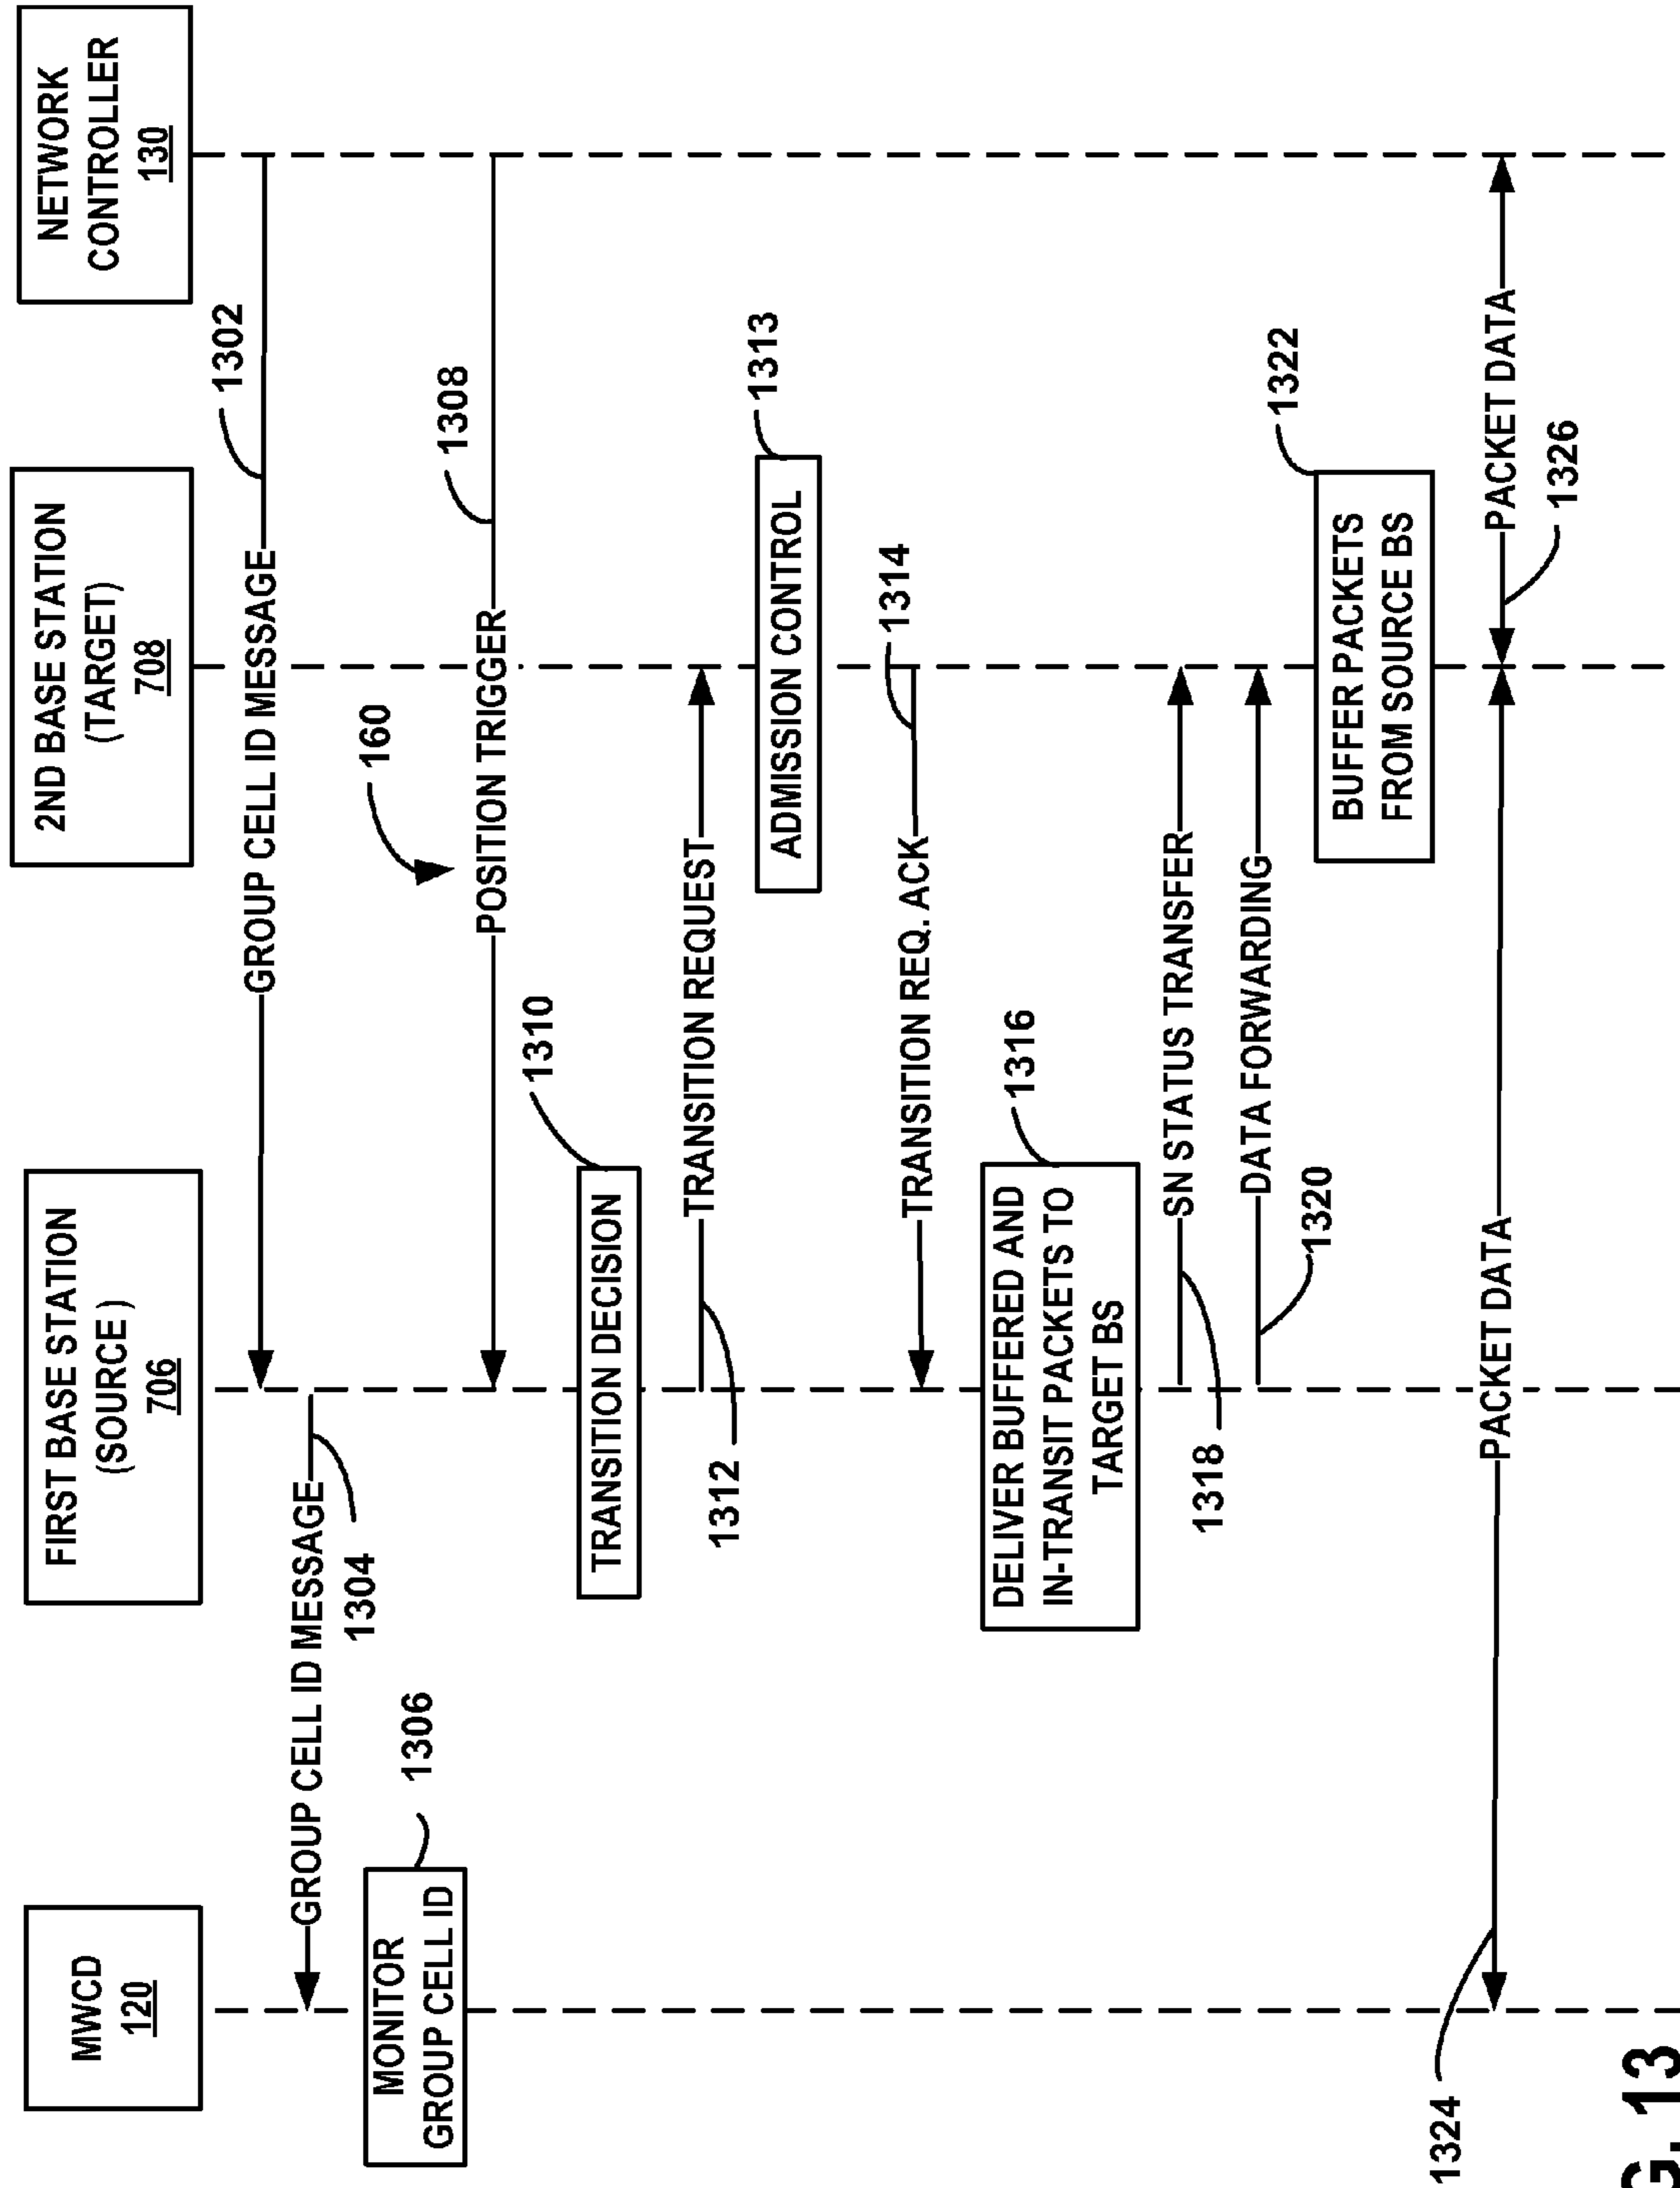 MWCD
120
FIRST BASE STATION
(SOURCE )
706
2ND BASE STATION
(TARGET)
708
NETWORK
CONTROLLER
130
GROUP CELL ID MESSAGE
1302
GROUP CELL ID MESSAGE
1304
MONITOR
GROUP CELL ID
1306
160
POSITION TRIGGER
1308
TRANSITION DECISION
1310
TRANSITION REQUEST
1312
ADMISSION CONTROL
1313
TRANSITION REQ. ACK
1314
DELIVER BUFFERED AND
IN-TRANSIT PACKETS TO
TARGET BS
1316
SN STATUS TRANSFER
1318
DATA FORWARDING
1320
BUFFER PACKETS
FROM SOURCE BS
1322
PACKET DATA
1324
PACKET DATA
1326
G. 13